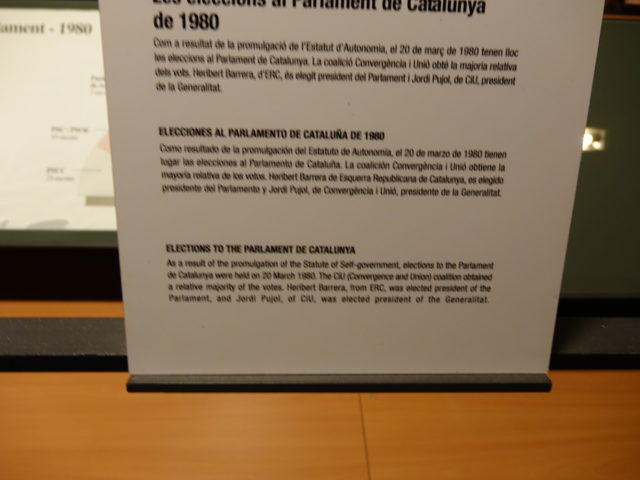 ament - 1980
Les eleccions al Parlament de Catalunya
de 1980
Com a resultat de la promulgació de l'Estatut d'Autonomia, el 20 de març de 1980 tenen lloc
les eleccions al Parlament de Catalunya. La coalició Convergència i Unió obté la majoria relativa
dels vots. Heribert Barrera, d'ERC, és elegit president del Parlament i Jordi Pujol, de CiU, president
de la Generalitat.
ELECCIONES AL PARLAMENTO DE CATALUÑA DE 1980
Como resultado de la promulgación del Estatuto de Autonomia, el 20 de marzo de 1980 tienen
lugar las elecciones al Parlamento de Cataluña. La coalición Convergència i Unió obtiene la
mayoría relativa de los votos. Heribert Barrera de Esquerra Republicana de Catalunya, es elegido
presidente del Parlamento y Jordi Pujol, de Convergència i Unió, presidente de la Generalitat.
ELECTIONS TO THE PARLAMENT DE CATALUNYA
As a result of the promulgation of the Statute of Self-government, elections to the Parlament
de Catalunya were held on 20 March 1980. The CiU (Convergence and Union) coalition obtained
a relative majority of the votes. Heribert Barrera, from ERC, was elected president of the
Parlament, and Jordi Pujol, of CiU, was elected president of the Generalitat.